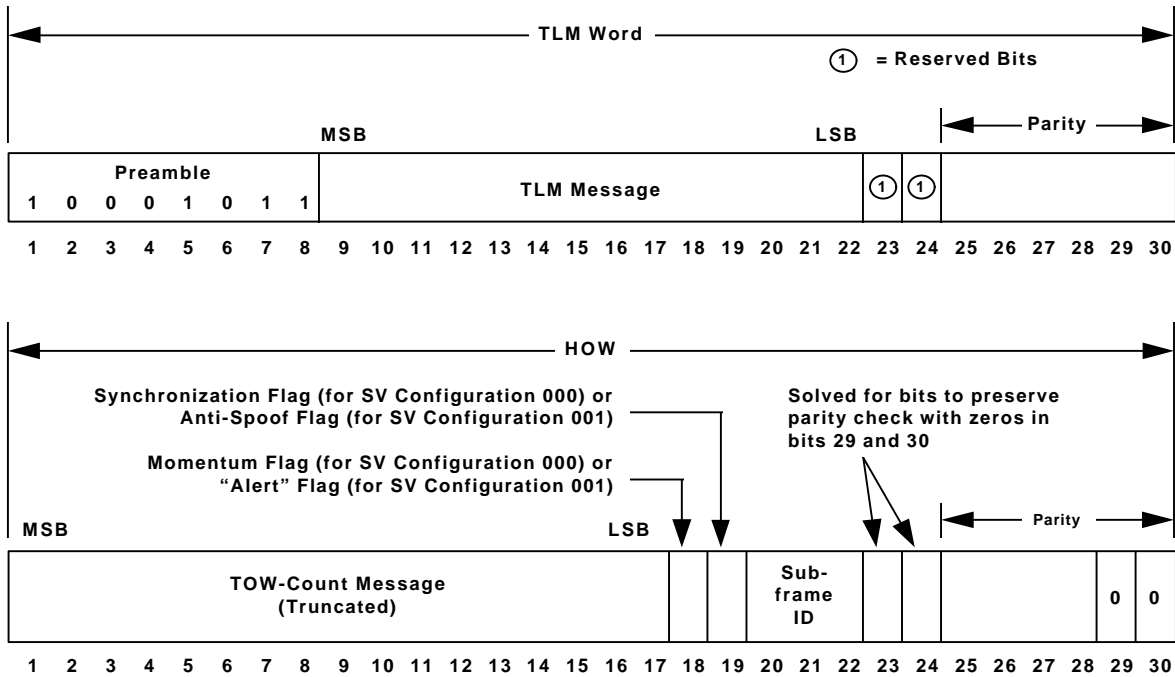 TLM Word
① = Reserved Bits
MSB
LSB
Parity
Preamble
1 0 0 0 1 0 1 1
TLM Message
① ①
1 2 3 4 5 6 7 8 9 10 11 12 13 14 15 16 17 18 19 20 21 22 23 24 25 26 27 28 29 30
HOW
Synchronization Flag (for SV Configuration 000) or
Anti-Spoof Flag (for SV Configuration 001)
Solved for bits to preserve
parity check with zeros in
bits 29 and 30
Momentum Flag (for SV Configuration 000) or
“Alert” Flag (for SV Configuration 001)
MSB
LSB
Parity
TOW-Count Message
(Truncated)
Sub-
frame
ID
0 0
1 2 3 4 5 6 7 8 9 10 11 12 13 14 15 16 17 18 19 20 21 22 23 24 25 26 27 28 29 30